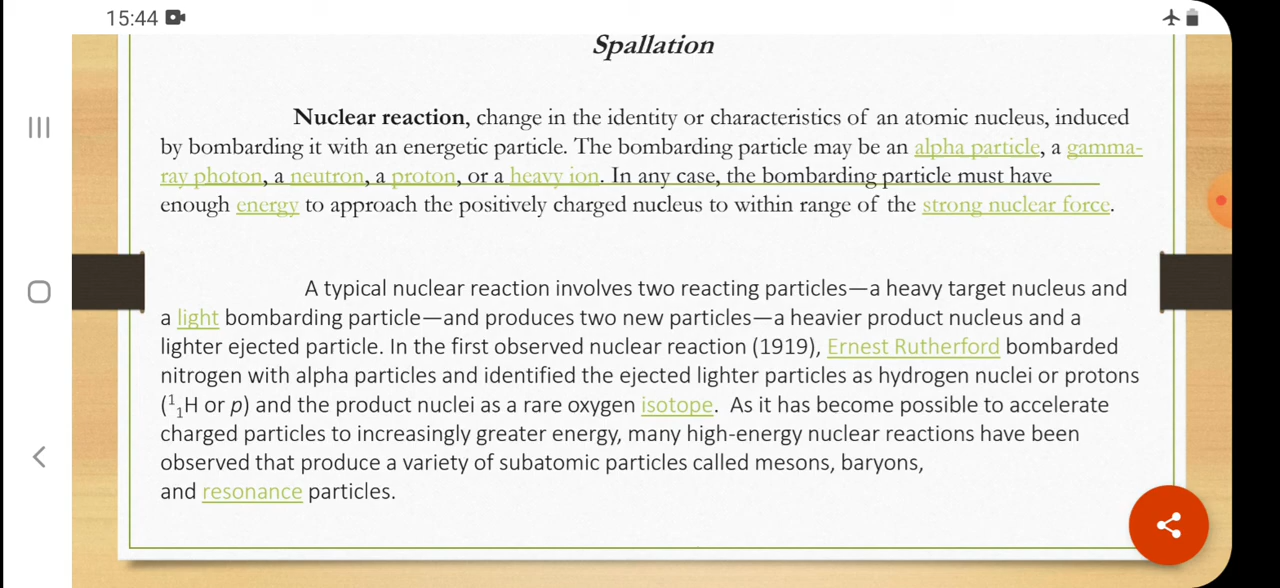 15:44
Spallation
Nuclear reaction, change in the identity or characteristics of an atomic nucleus, induced
by bombarding it with an energetic particle. The bombarding particle may be an alpha particle, a gamma-
ray photon, a neutron, a proton, or a heavy ion. In any case, the bombarding particle must have
enough energy to approach the positively charged nucleus to within range of the strong nuclear force.
A typical nuclear reaction involves two reacting particles—a heavy target nucleus and
a light bombarding particle—and produces two new particles—a heavier product nucleus and a
lighter ejected particle. In the first observed nuclear reaction (1919), Ernest Rutherford bombarded
nitrogen with alpha particles and identified the ejected lighter particles as hydrogen nuclei or protons
(¹₁H or p) and the product nuclei as a rare oxygen isotope. As it has become possible to accelerate
charged particles to increasingly greater energy, many high-energy nuclear reactions have been
observed that produce a variety of subatomic particles called mesons, baryons,
and resonance particles.